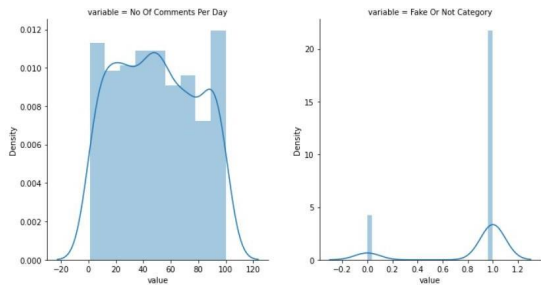 variable = No Of Comments Per Day
0.012
0.010
0.008
0.006
0.004
0.002
0.000
Density
−20 0 20 40 60 80 100 120
value
variable = Fake Or Not Category
20
15
10
5
0
Density
−0.2 0.0 0.2 0.4 0.6 0.8 1.0 1.2
value